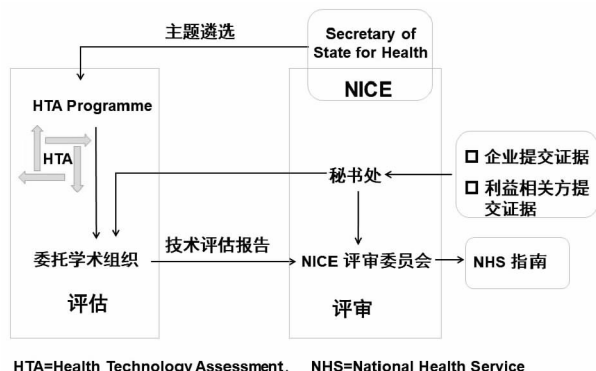 主题遴选
Secretary of
State for Health
NICE
HTA Programme
HTA
委托学术组织
评估
技术评估报告
秘书处
NICE 评审委员会
评审
企业提交证据
利益相关方提
交证据
NHS 指南
HTA=Health Technology Assessment, NHS=National Health Service